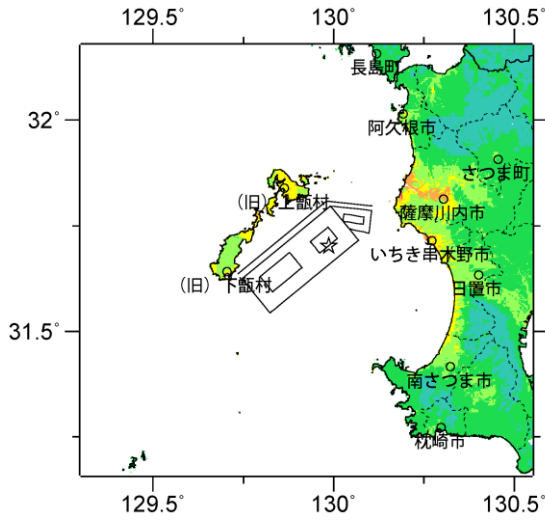 129.5° 130.0° 130.5°
長島町
32°
阿久根市
さつま町
(旧)上甑村
薩摩川内市
いちき串木野市
(旧)下甑村
日置市
31.5°
南さつま市
枕崎市
129.5° 130.0° 130.5°